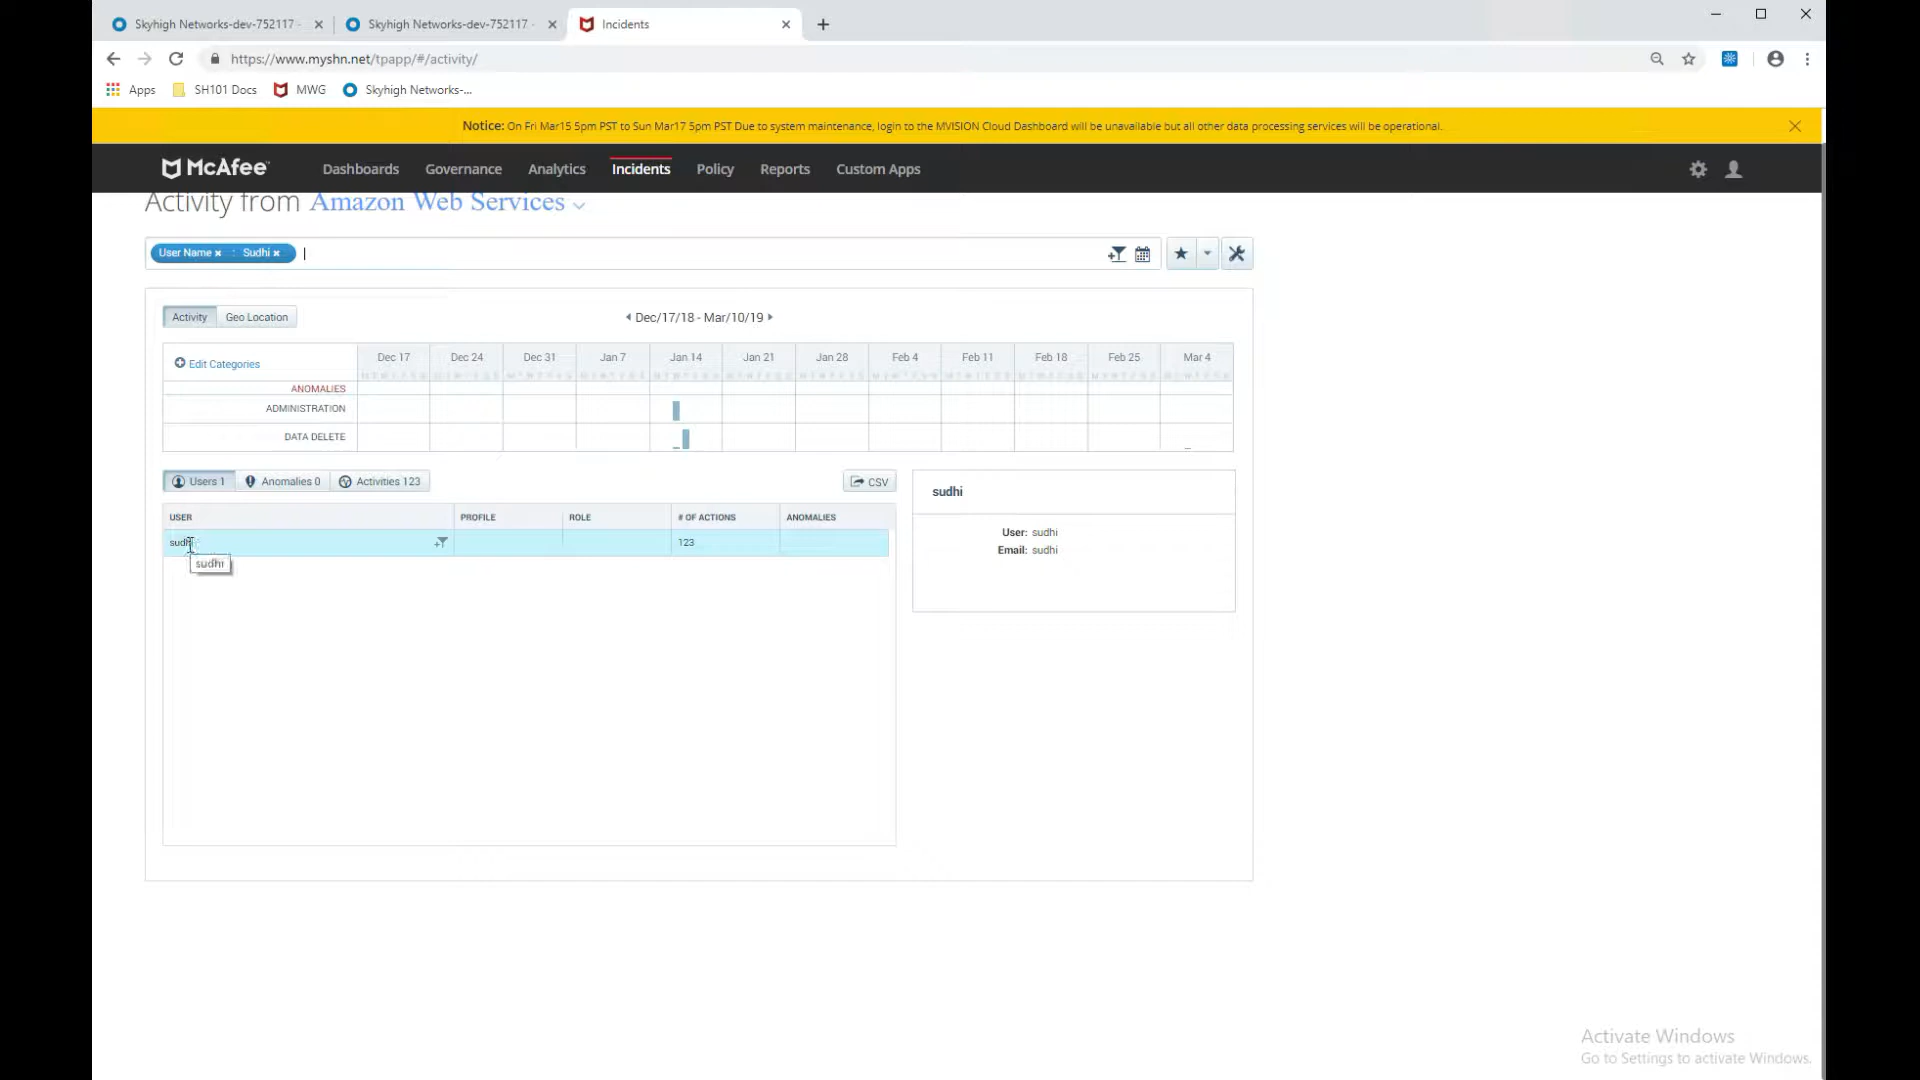 Skyhigh Networks-dev-752117 -
Skyhigh Networks-dev-752117 -
Incidents
https://www.myshn.net/tpapp/#/activity/
Apps
SH101 Docs
MWG
Skyhigh Networks-...
Notice: On Fri Mar15 5pm PST to Sun Mar17 5pm PST Due to system maintenance, login to the MVISION Cloud Dashboard will be unavailable but all other data processing services will be operational.
McAfee
Dashboards
Governance
Analytics
Incidents
Policy
Reports
Custom Apps
Activity from Amazon Web Services
User Name × : Sudhi ×
Activity
Geo Location
Dec/17/18 - Mar/10/19
Edit Categories
Dec 17
Dec 24
Dec 31
Jan 7
Jan 14
Jan 21
Jan 28
Feb 4
Feb 11
Feb 18
Feb 25
Mar 4
ANOMALIES
ADMINISTRATION
DATA DELETE
Users 1
Anomalies 0
Activities 123
CSV
USER
PROFILE
ROLE
# OF ACTIONS
ANOMALIES
sudhi
123
sudhi
sudhi
User: sudhi
Email: sudhi
Activate Windows
Go to Settings to activate Windows.